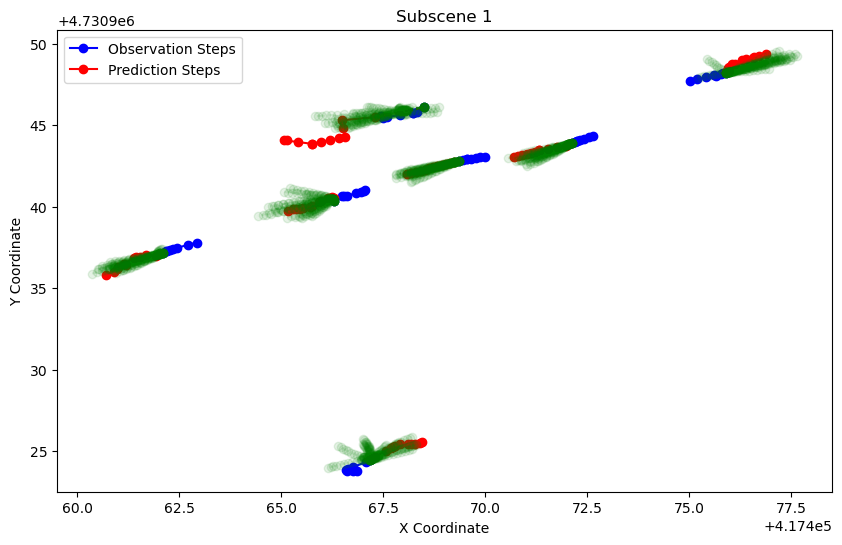 Subscene 1
+4.7309e6
Observation Steps
Prediction Steps
50
45
40
35
30
25
Y Coordinate
60.0 62.5 65.0 67.5 70.0 72.5 75.0 77.5
X Coordinate
+4.174e5